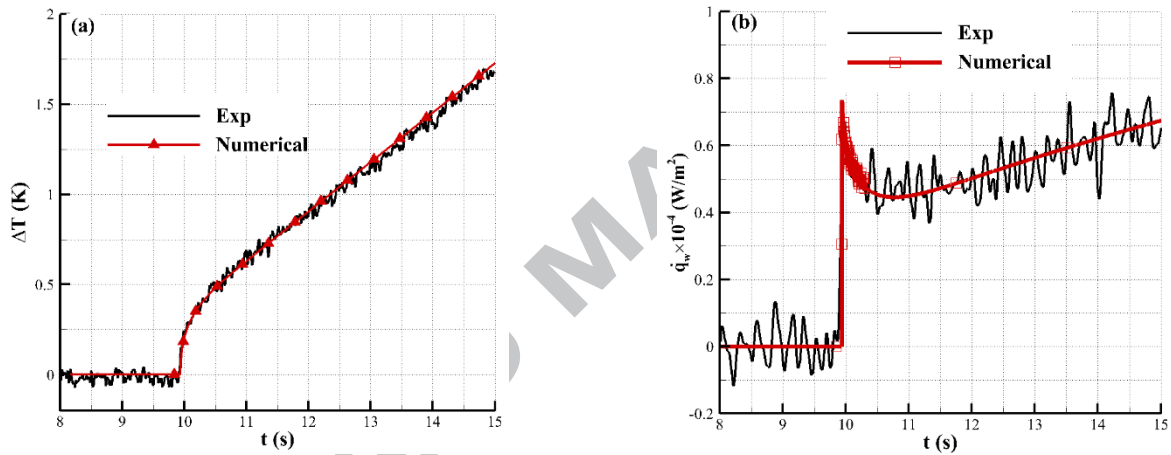 (a)
Exp
Numerical
ΔT (K)
2
1.5
1
0.5
0
8 9 10 11 12 13 14 15
t (s)
(b)
Exp
Numerical
q̇w×10⁻⁴ (W/m²)
1
0.8
0.6
0.4
0.2
0
-0.2
8 9 10 11 12 13 14 15
t (s)
D MA